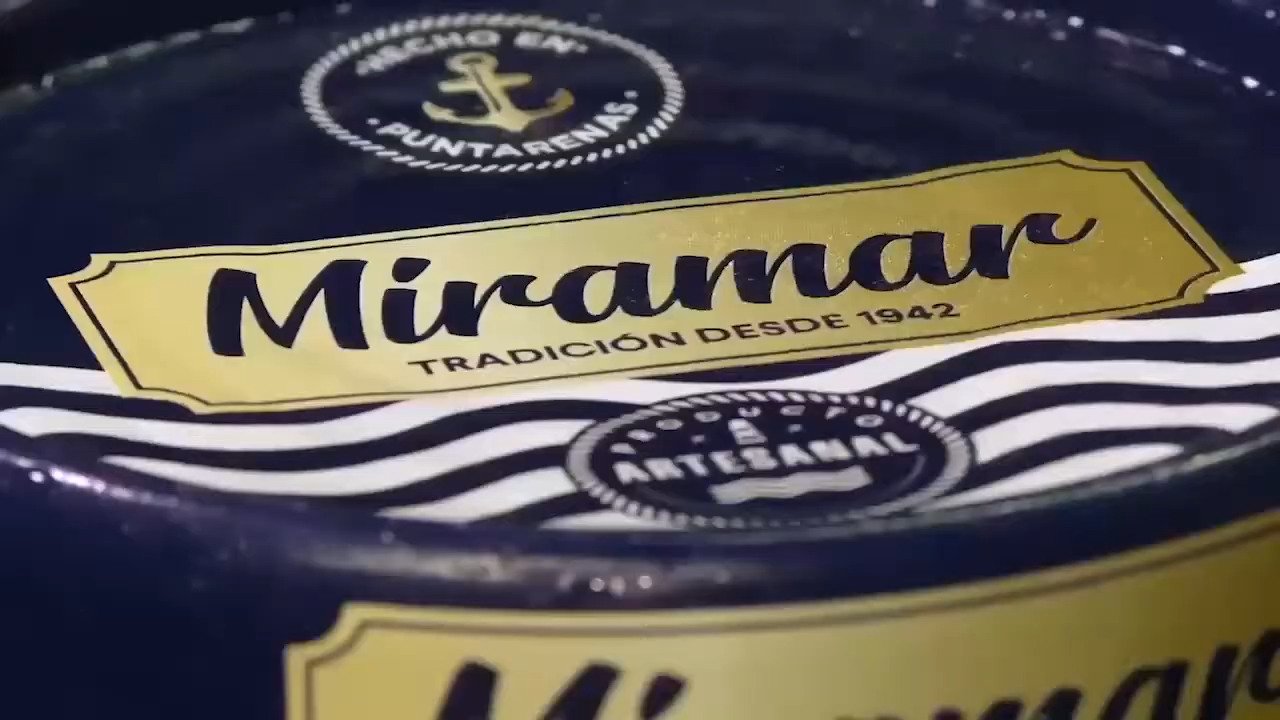 HECHO EN
PUNTARENAS
Miramar
TRADICIÓN DESDE 1942
PRODUCTO
ARTESANAL
Miramar